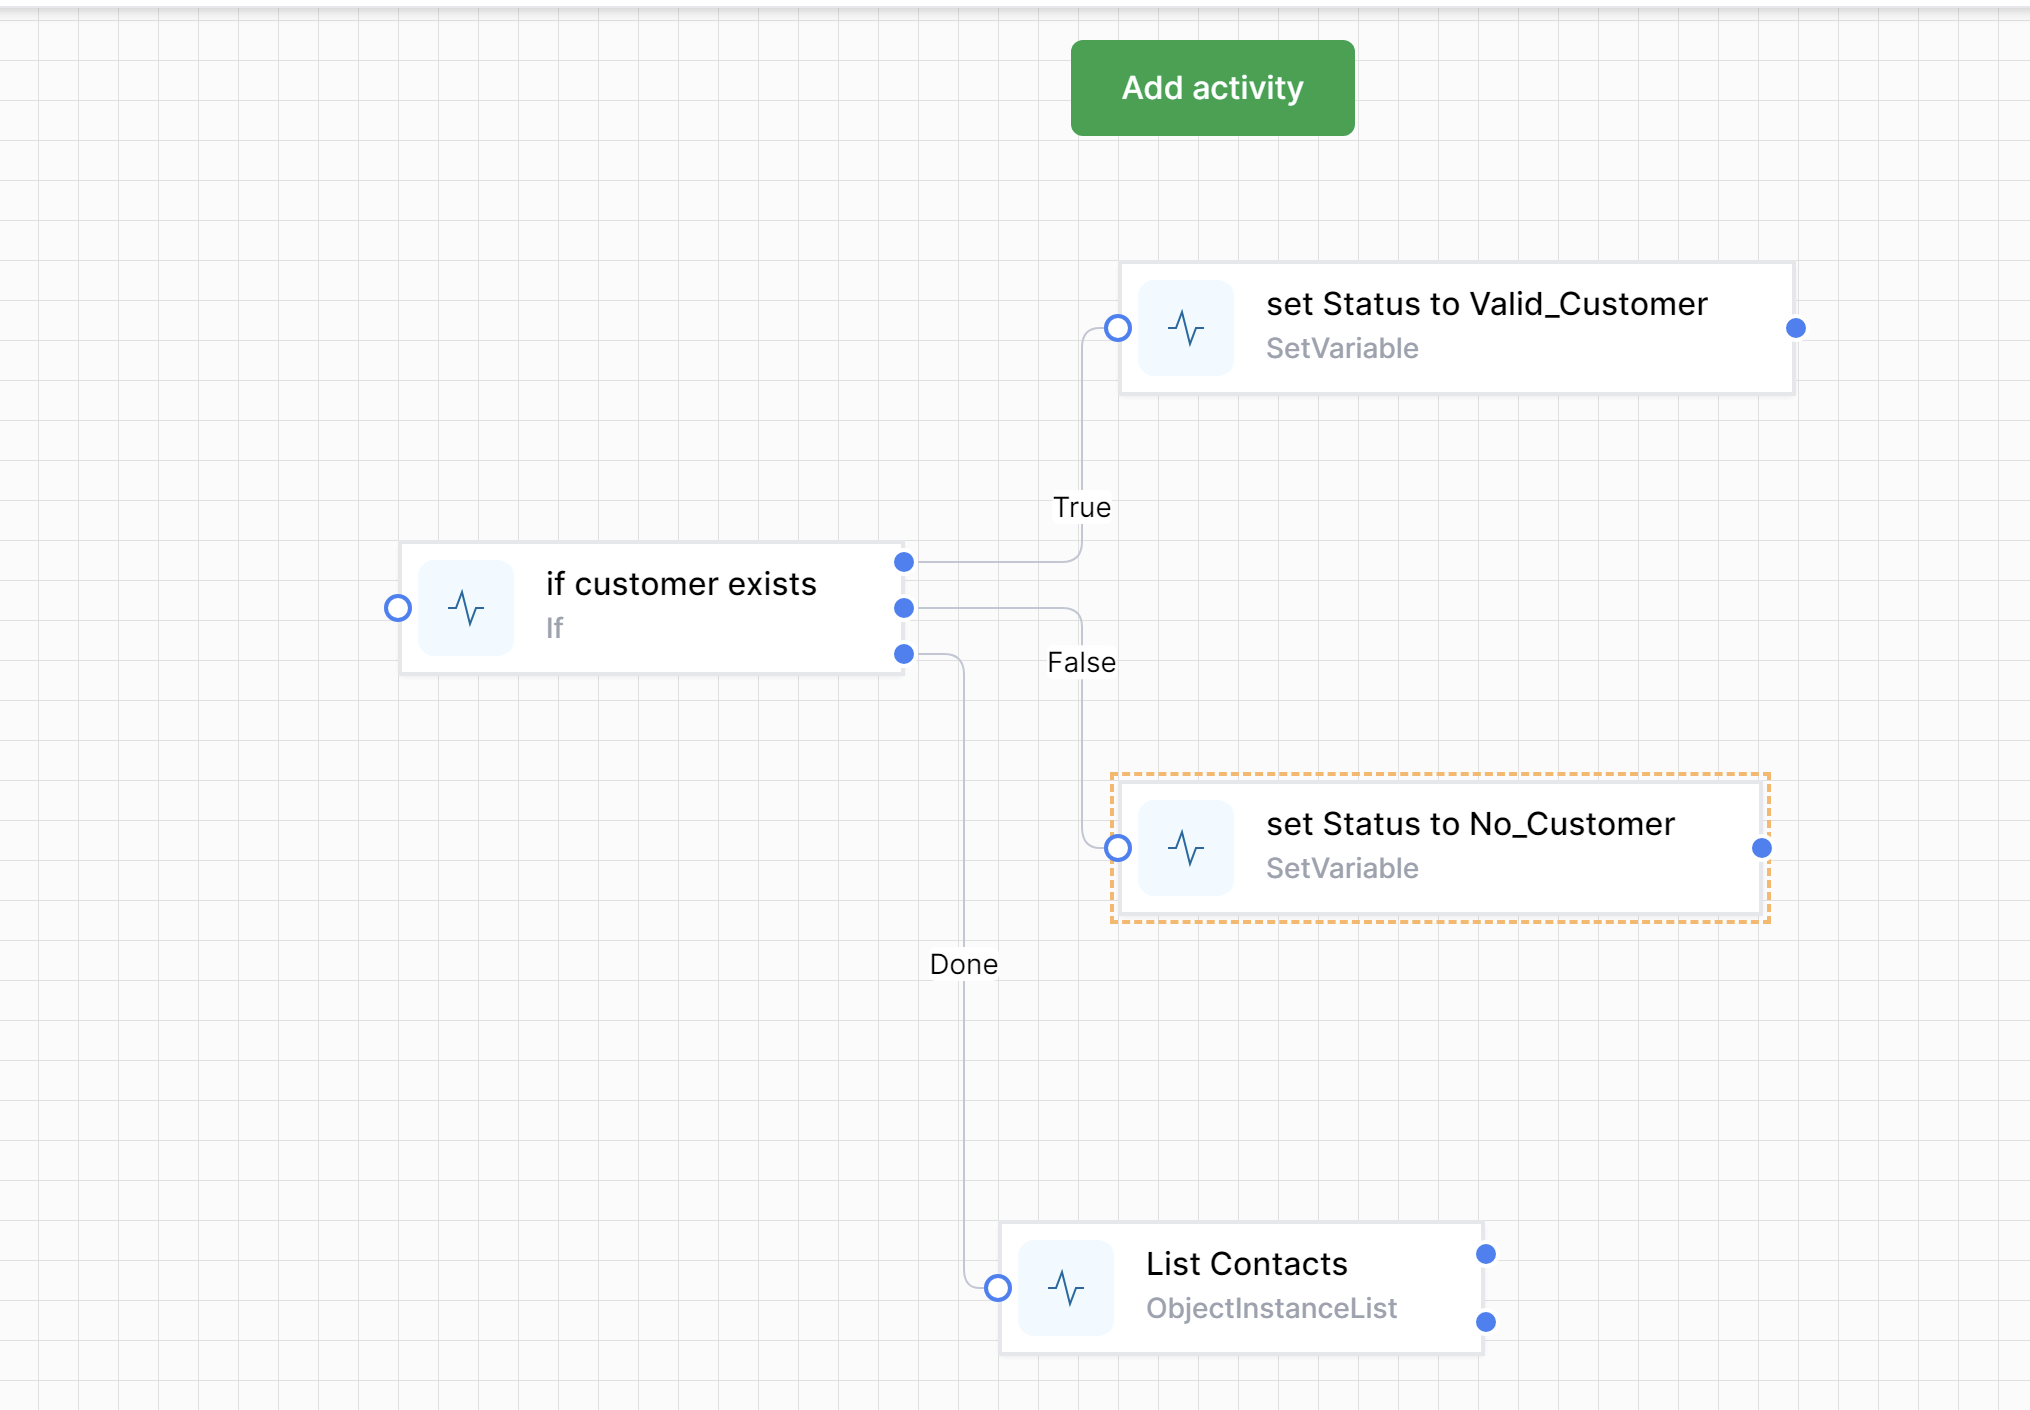 Add activity
set Status to Valid_Customer
SetVariable
True
if customer exists
If
False
set Status to No_Customer
SetVariable
Done
List Contacts
ObjectInstanceList